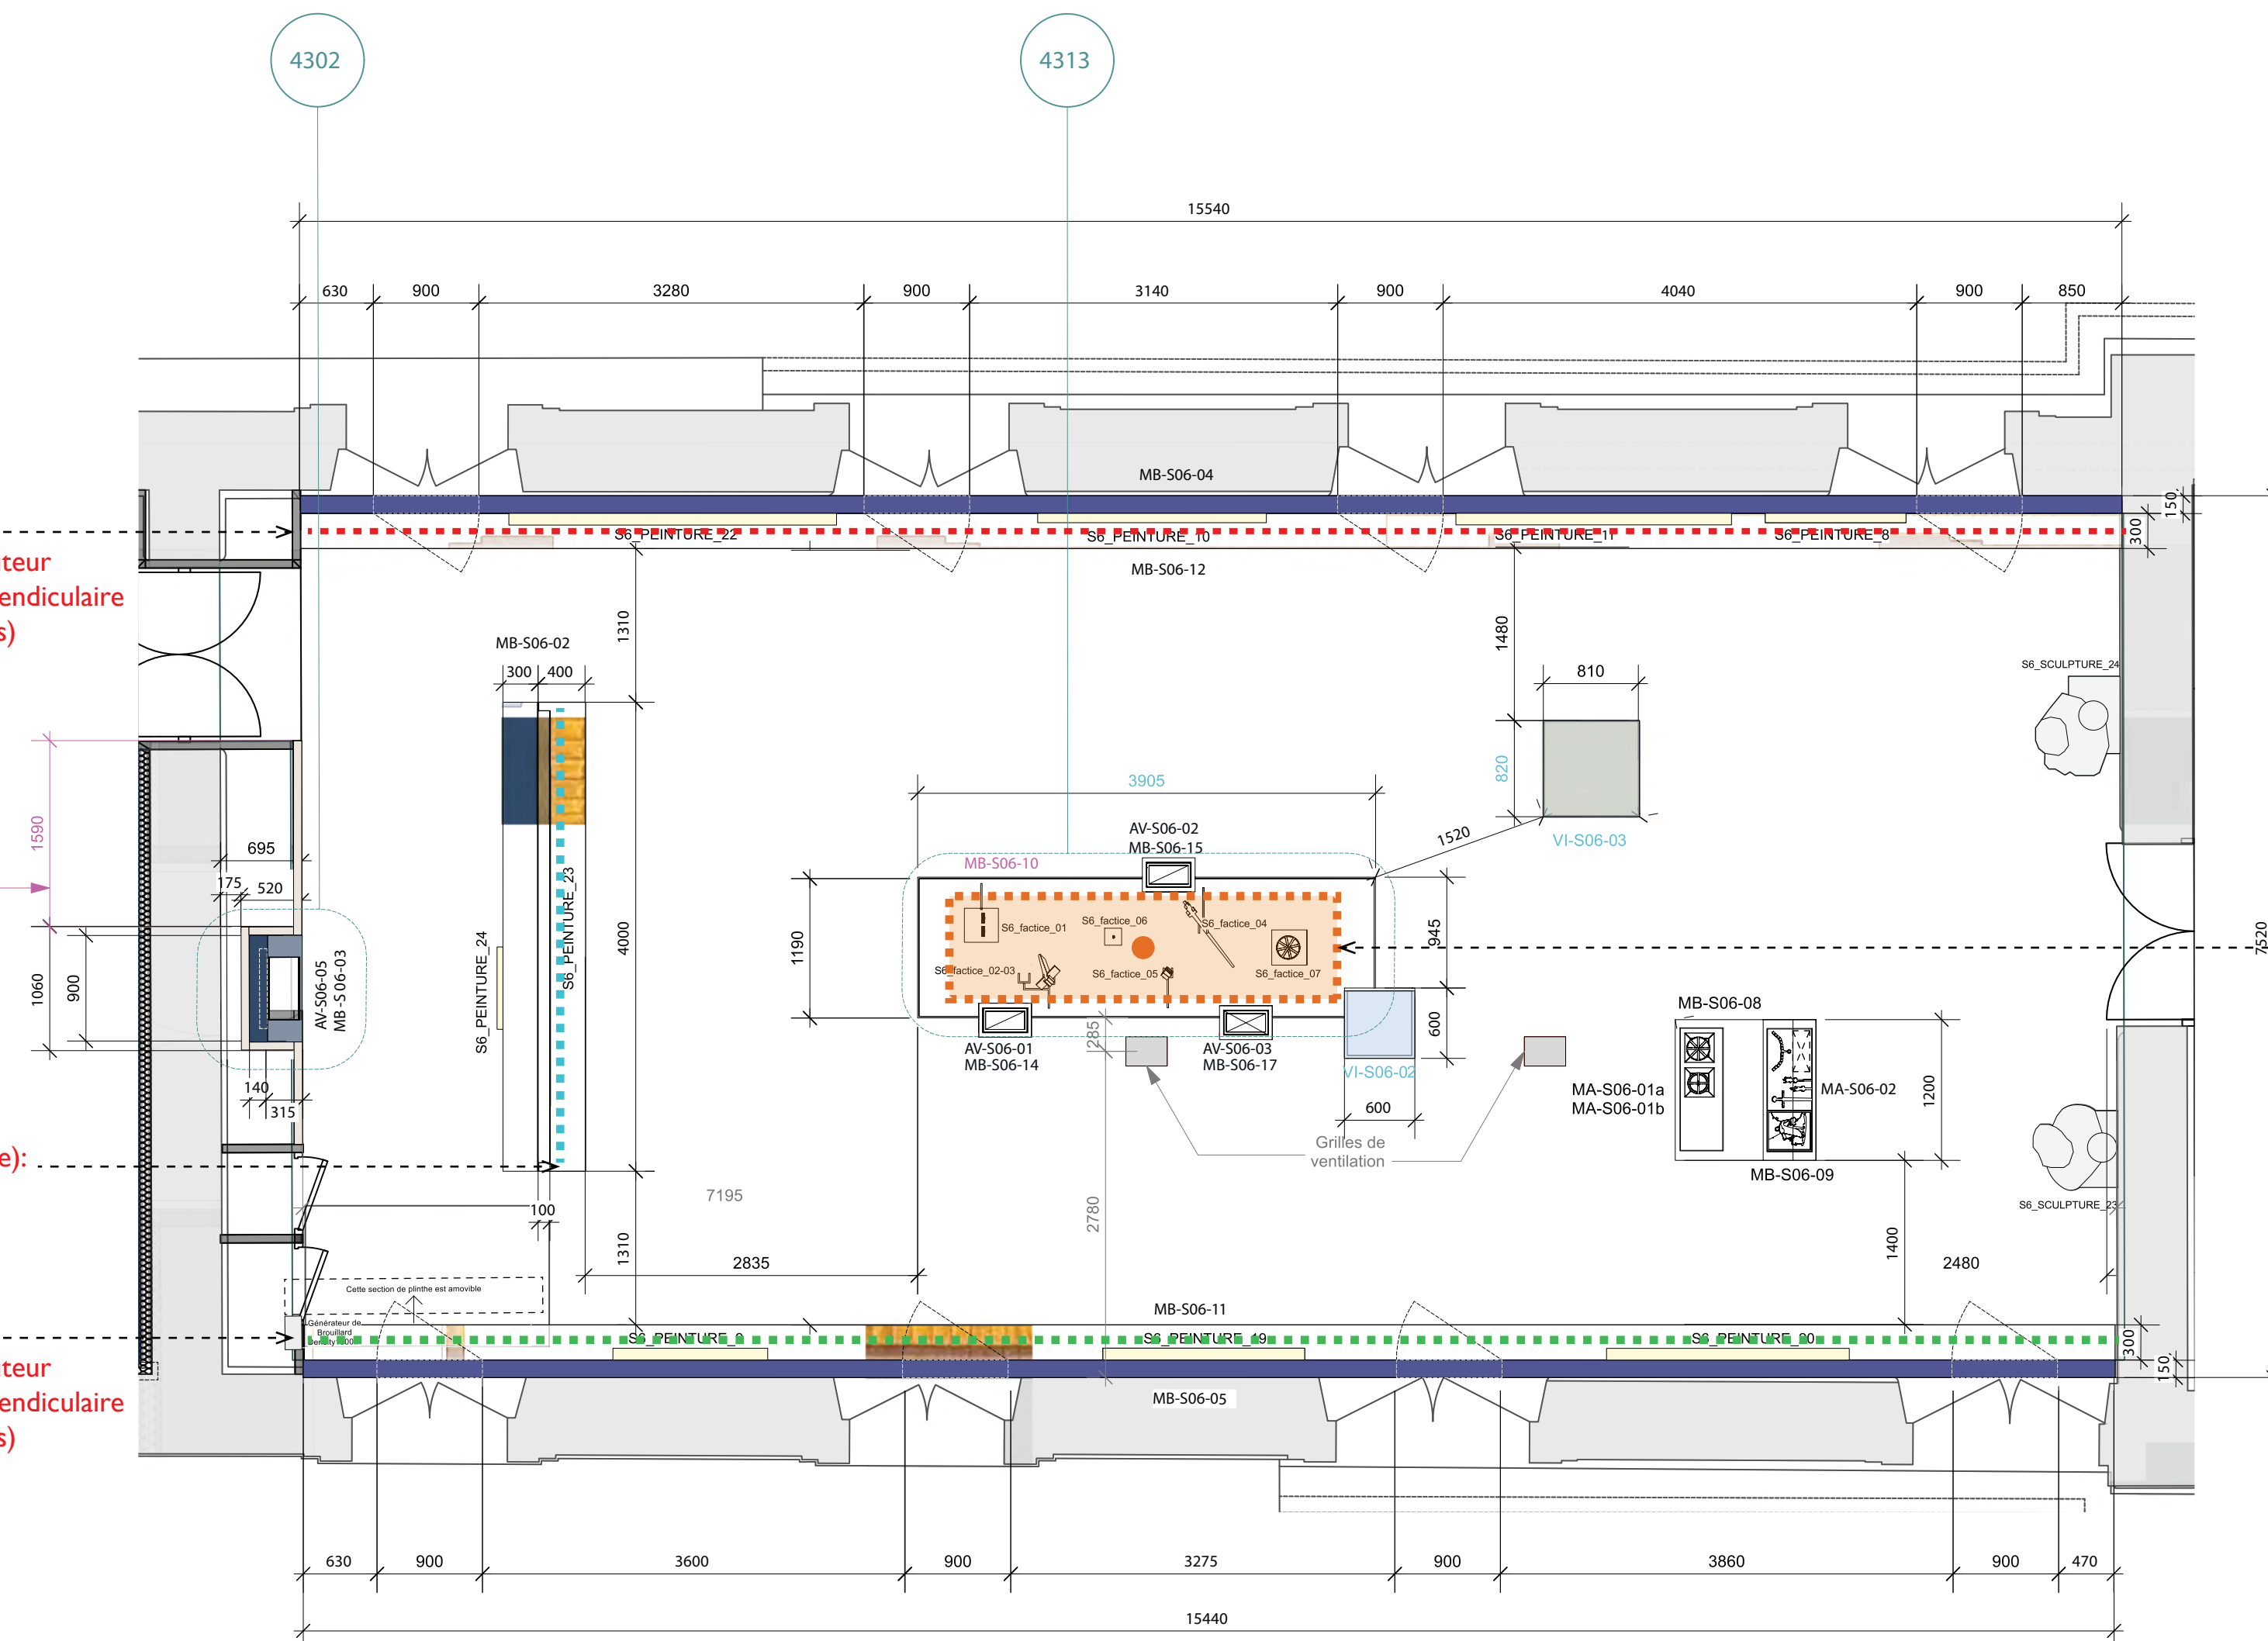 4302
4313
15540
630
900
3280
900
3140
900
4040
900
850
MB-S06-04
150
300
S6_PEINTURE_22
S6_PEINTURE_10
S6_PEINTURE_11
S6_PEINTURE_8
MB-S06-12
uteur
endiculaire
s)
1310
1480
MB-S06-02
300
400
810
S6_SCULPTURE_24
820
3905
VI-S06-03
1520
1590
695
175
520
AV-S06-02
MB-S06-15
MB-S06-10
S6_PEINTURE_23
S6_PEINTURE_24
4000
1190
945
7520
S6_factice_01
S6_factice_06
S6_factice_04
S6_factice_02-03
S6_factice_05
S6_factice_07
1060
900
AV-S06-05
MB-S06-03
140
315
285
600
AV-S06-01
MB-S06-14
AV-S06-03
MB-S06-17
VI-S06-02
600
MB-S06-08
MA-S06-01a
MA-S06-01b
MA-S06-02
1200
MB-S06-09
Grilles de
ventilation
e):
7195
100
2780
S6_SCULPTURE_23
1310
2835
1400
2480
Cette section de plinthe est amovible
Générateur de
Brouillard
MB-S06-11
S6_PEINTURE_9
S6_PEINTURE_19
S6_PEINTURE_20
300
150
uteur
endiculaire
s)
MB-S06-05
630
900
3600
900
3275
900
3860
900
470
15440